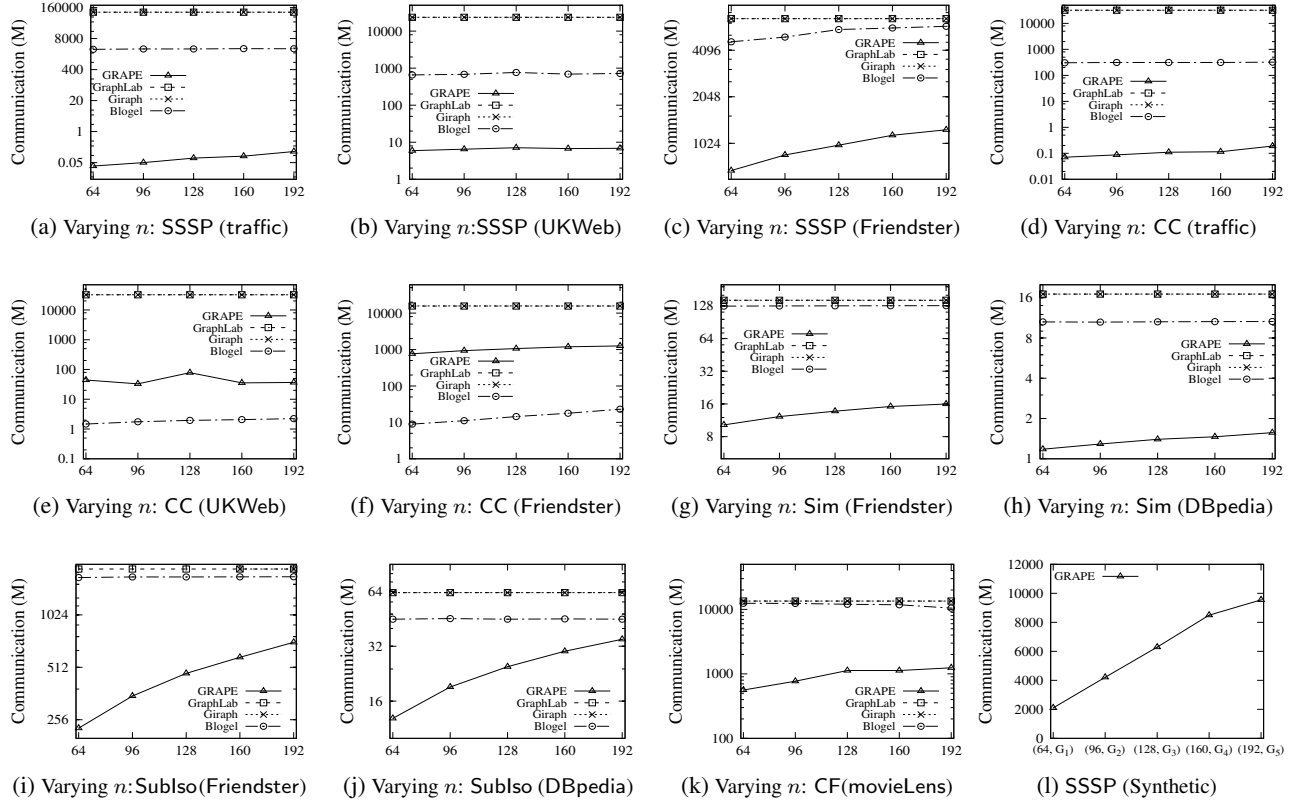 Communication (M)
160000
8000
400
20
1
0.05
GRAPE
GraphLab
Giraph
Blogel
64 96 128 160 192
(a) Varying n: SSSP (traffic)
Communication (M)
10000
1000
100
10
1
GRAPE
GraphLab
Giraph
Blogel
64 96 128 160 192
(b) Varying n:SSSP (UKWeb)
Communication (M)
4096
2048
1024
GRAPE
GraphLab
Giraph
Blogel
64 96 128 160 192
(c) Varying n: SSSP (Friendster)
Communication (M)
10000
1000
100
10
1
0.1
0.01
GRAPE
GraphLab
Giraph
Blogel
64 96 128 160 192
(d) Varying n: CC (traffic)
Communication (M)
10000
1000
100
10
1
0.1
GRAPE
GraphLab
Giraph
Blogel
64 96 128 160 192
(e) Varying n: CC (UKWeb)
Communication (M)
10000
1000
100
10
1
GRAPE
GraphLab
Giraph
Blogel
64 96 128 160 192
(f) Varying n: CC (Friendster)
Communication (M)
128
64
32
16
8
GRAPE
GraphLab
Giraph
Blogel
64 96 128 160 192
(g) Varying n: Sim (Friendster)
Communication (M)
16
8
4
2
1
GRAPE
GraphLab
Giraph
Blogel
64 96 128 160 192
(h) Varying n: Sim (DBpedia)
Communication (M)
1024
512
256
GRAPE
GraphLab
Giraph
Blogel
64 96 128 160 192
(i) Varying n:SubIso(Friendster)
Communication (M)
64
32
16
GRAPE
GraphLab
Giraph
Blogel
64 96 128 160 192
(j) Varying n: SubIso (DBpedia)
Communication (M)
10000
1000
100
GRAPE
GraphLab
Giraph
Blogel
64 96 128 160 192
(k) Varying n: CF(movieLens)
Communication (M)
12000
10000
8000
6000
4000
2000
0
GRAPE
(64, G1) (96, G2) (128, G3) (160, G4) (192, G5)
(l) SSSP (Synthetic)